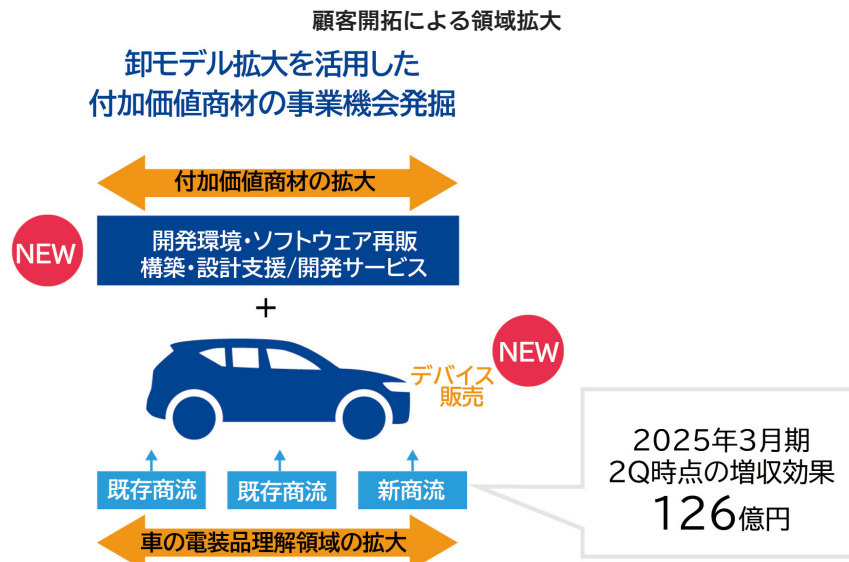 顧客開拓による領域拡大
卸モデル拡大を活用した
付加価値商材の事業機会発掘
付加価値商材の拡大
NEW
開発環境・ソフトウェア再販
構築・設計支援/開発サービス
+
NEW
デバイス
販売
既存商流
既存商流
新商流
2025年3月期
2Q時点の増収効果
126億円
車の電装品理解領域の拡大